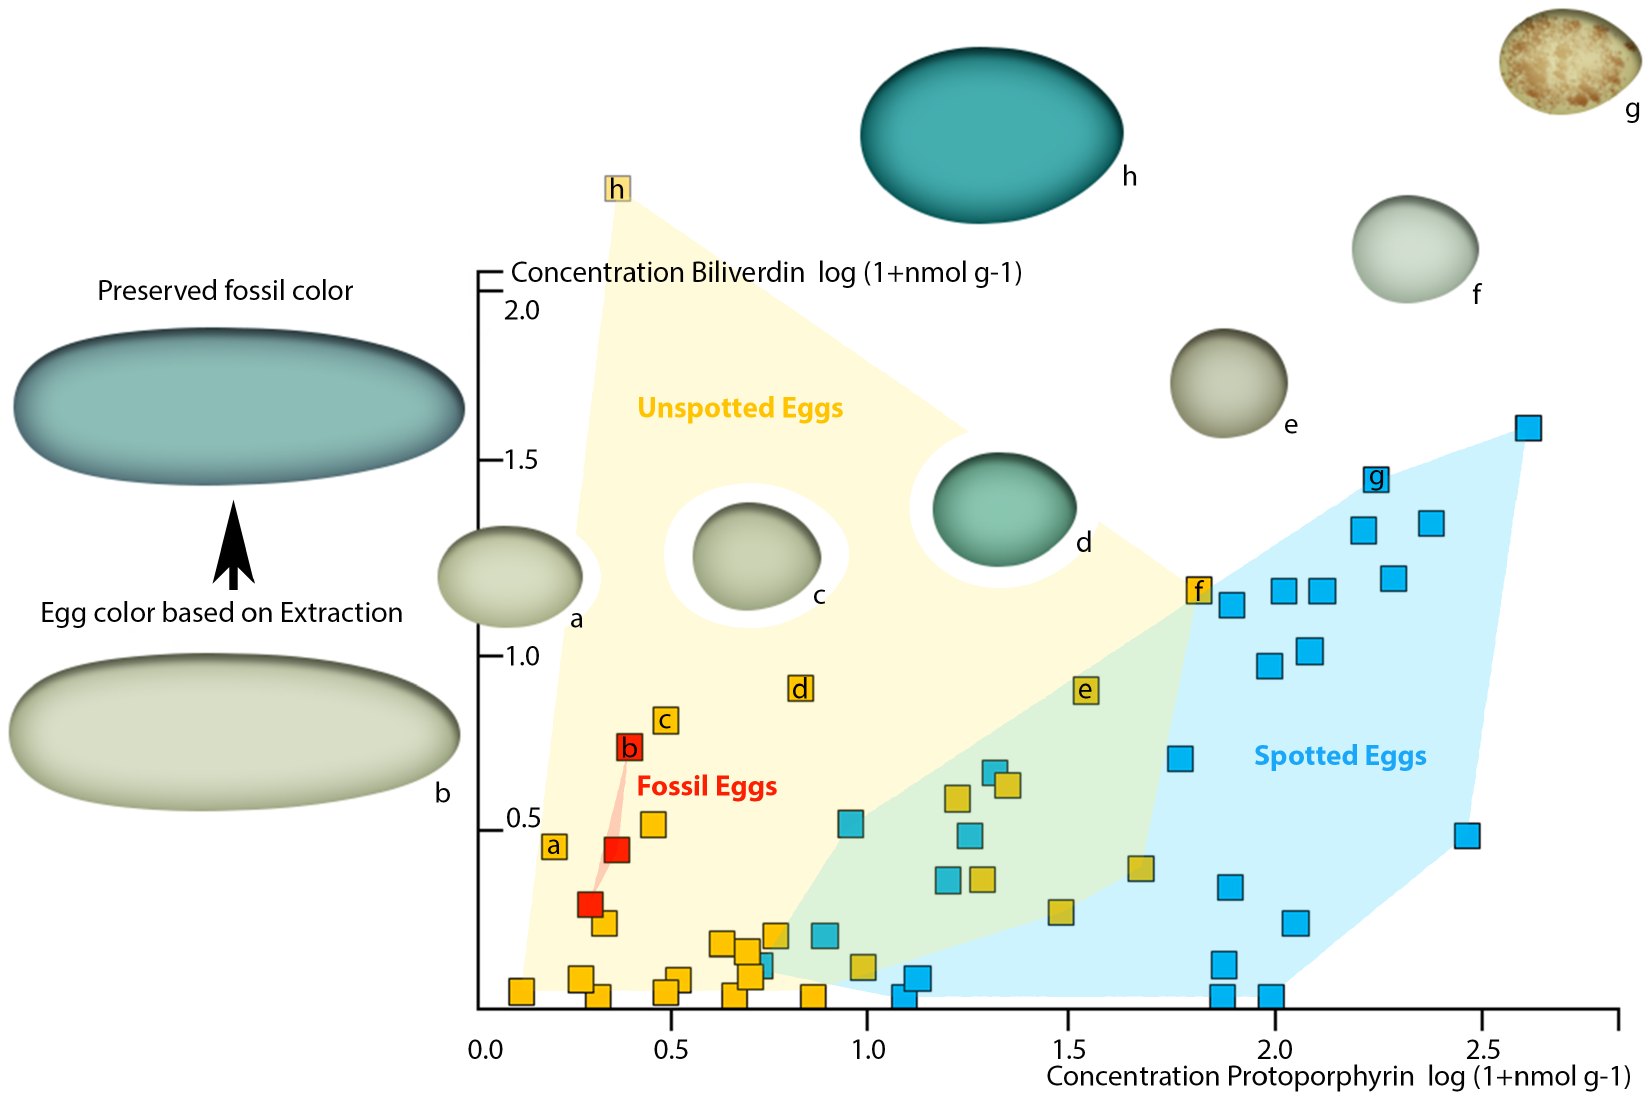 g
h
h
f
Concentration Biliverdin log (1+nmol g-1)
Preserved fossil color
2.0
Unspotted Eggs
e
1.5
g
d
Egg color based on Extraction
a
c
f
1.0
d
e
c
b
Spotted Eggs
Fossil Eggs
b
0.5
a
0.0
0.5
1.0
1.5
2.0
2.5
Concentration Protoporphyrin log (1+nmol g-1)